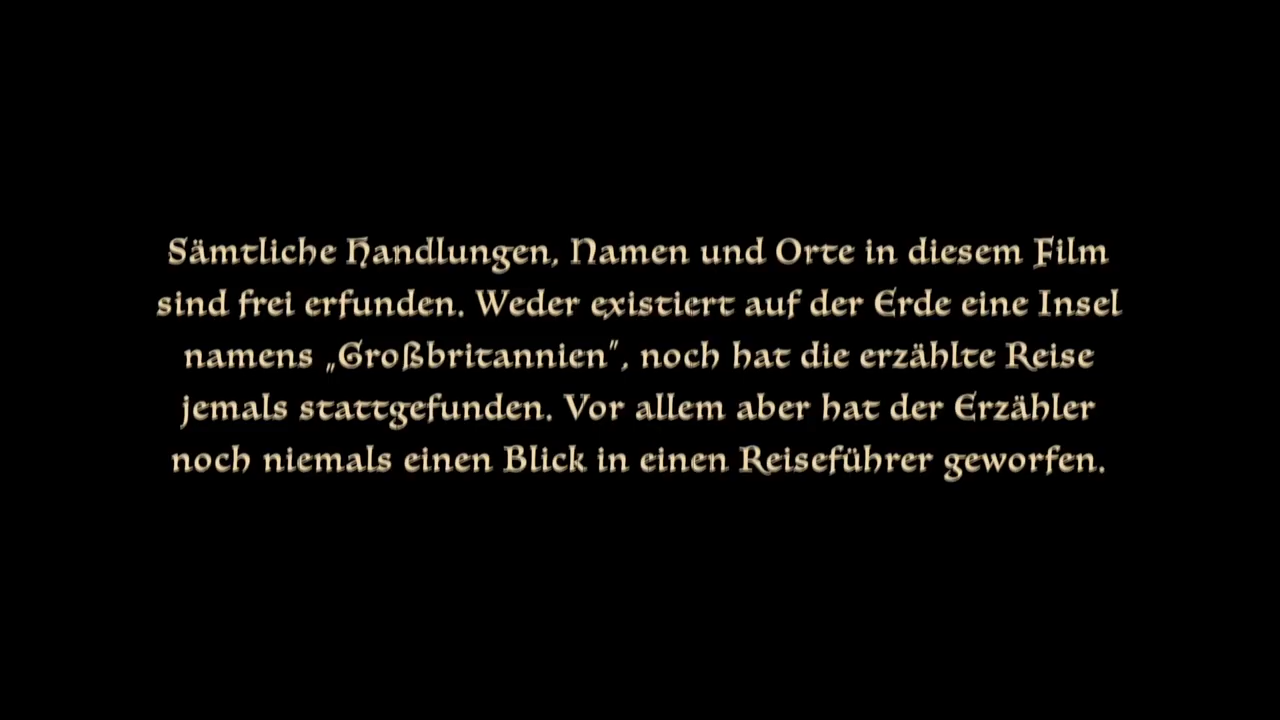 Sämtliche Handlungen, Namen und Orte in diesem Film
sind frei erfunden. Weder existiert auf der Erde eine Insel
namens „Großbritannien", noch hat die erzählte Reise
jemals stattgefunden. Vor allem aber hat der Erzähler
noch niemals einen Blick in einen Reiseführer geworfen.